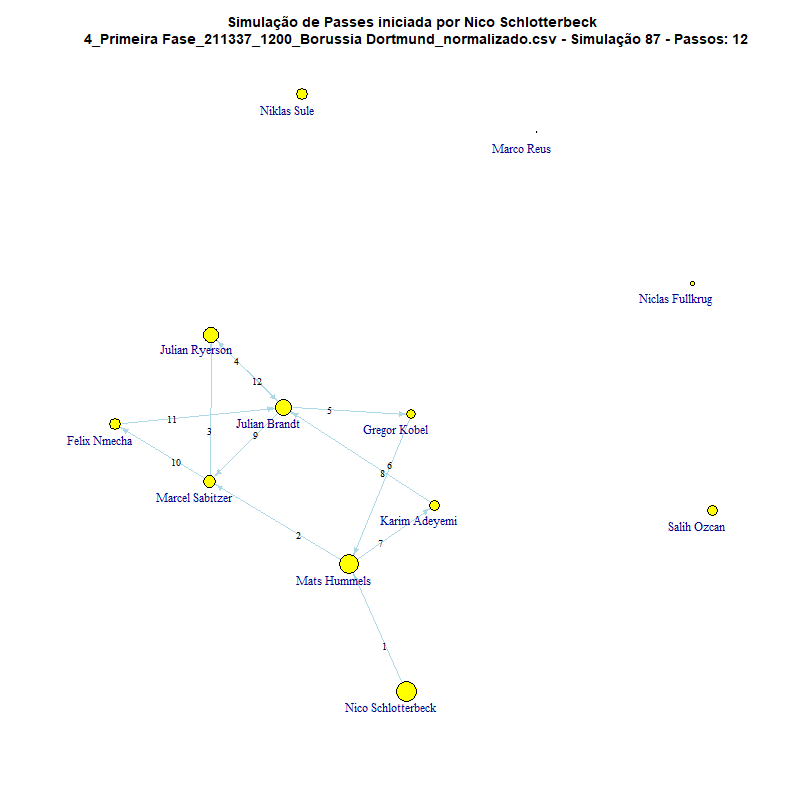 Simulação de Passes iniciada por Nico Schlotterbeck
4_Primeira Fase_211337_1200_Borussia Dortmund_normalizado.csv - Simulação 87 - Passos: 12
Niklas Sule
Marco Reus
Niclas Fullkrug
Julian Ryerson
4
12
5
11
Julian Brandt
Gregor Kobel
3
9
Felix Nmecha
10
6
8
Marcel Sabitzer
Karim Adeyemi
Salih Ozcan
2
7
Mats Hummels
1
Nico Schlotterbeck